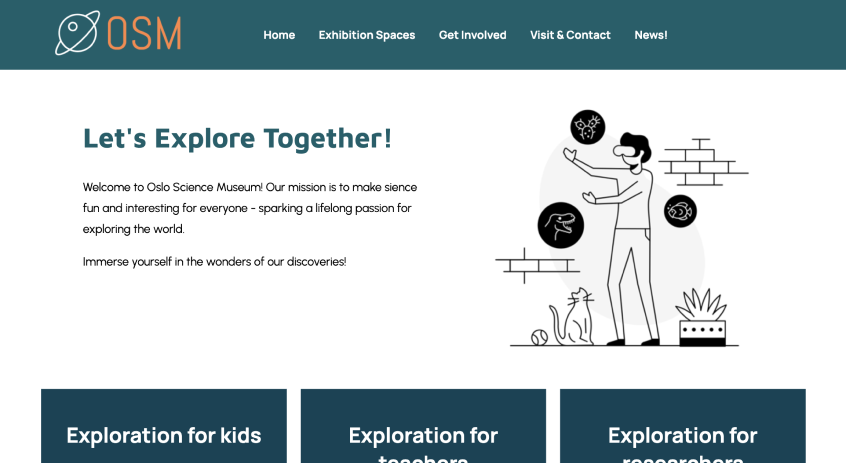 OSM
Home Exhibition Spaces Get Involved Visit & Contact News!
Let's Explore Together!
Welcome to Oslo Science Museum! Our mission is to make sience
fun and interesting for everyone - sparking a lifelong passion for
exploring the world.
Immerse yourself in the wonders of our discoveries!
Exploration for kids
Exploration for
teachers
Exploration for
researchers